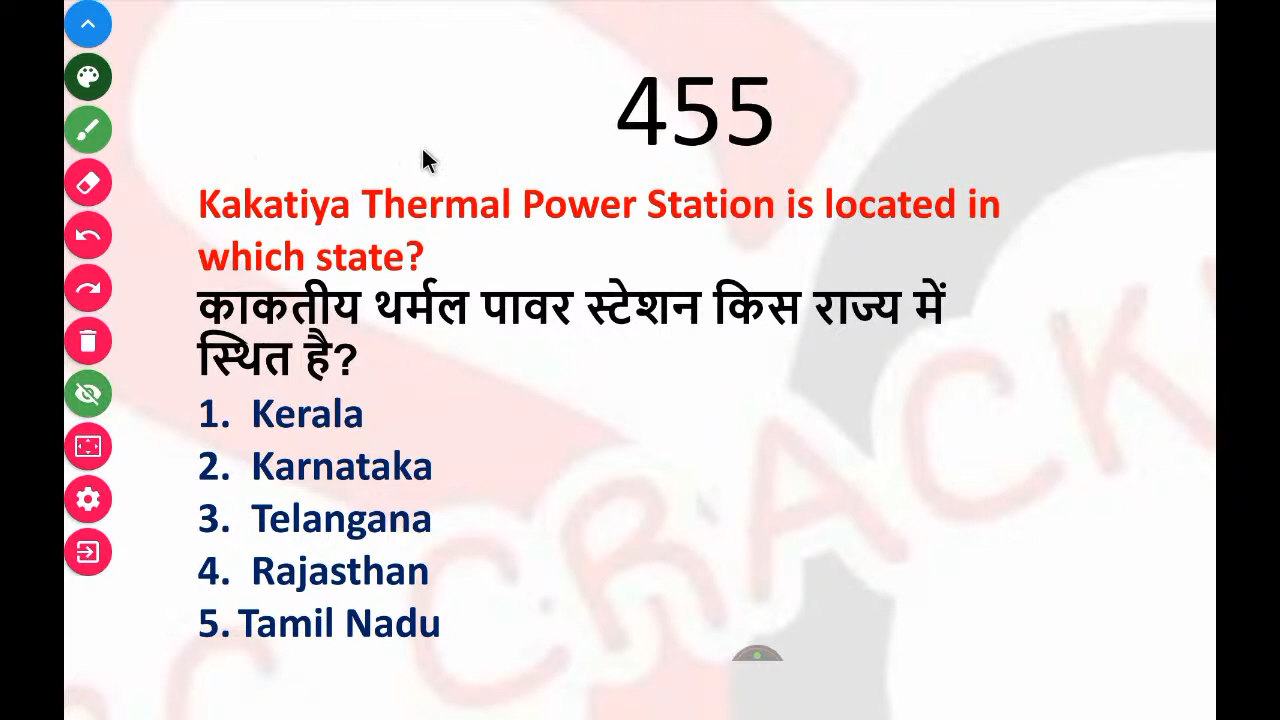 455
Kakatiya Thermal Power Station is located in
which state?
काकतीय थर्मल पावर स्टेशन किस राज्य में
स्थित है?
1. Kerala
2. Karnataka
3. Telangana
4. Rajasthan
5. Tamil Nadu